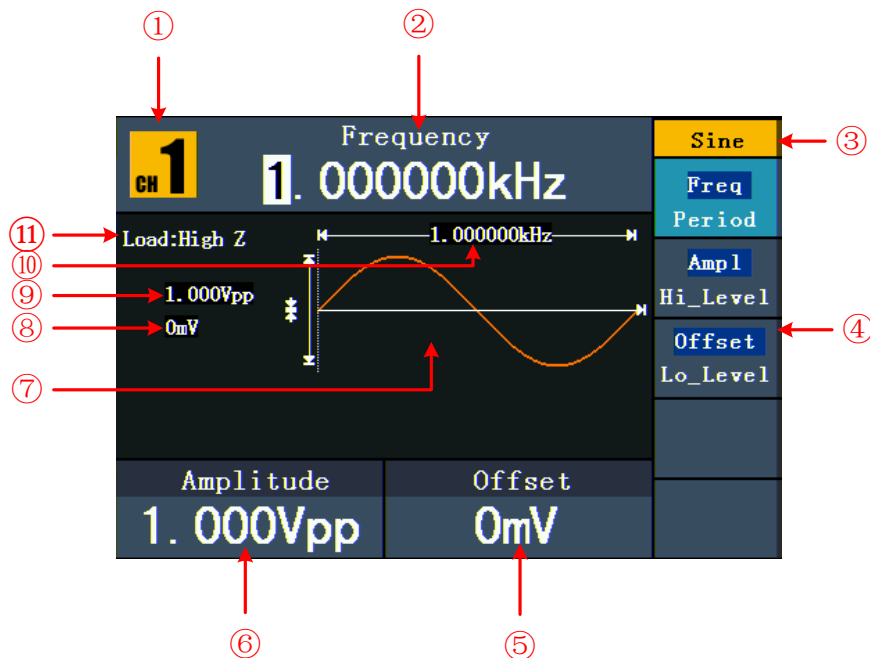 ① ②
CH 1
Frequency
1.000000kHz
Sine
③
Freq
Period
⑪
Load:High Z
1.000000kHz
⑩
Ampl
Hi_Level
⑨
1.000Vpp
⑧
0mV
Offset
Lo_Level
④
⑦
Amplitude
1.000Vpp
Offset
0mV
⑥ ⑤